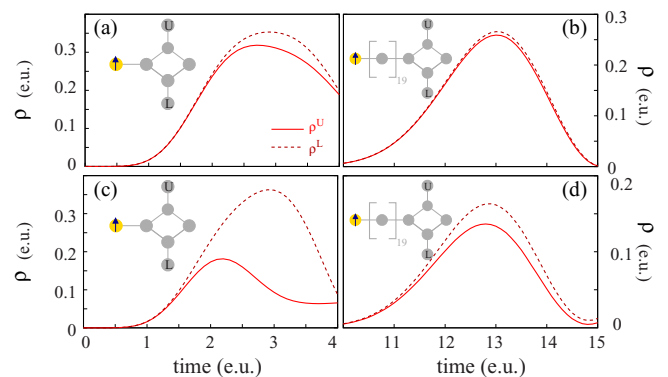 (a)
U
L
ρ (e.u.)
0.3
0.2
0.1
0
ρᵁ
ρᴸ
(b)
U
L
19
0.3
0.2
0.1
0
ρ (e.u.)
(c)
U
L
ρ (e.u.)
0.3
0.2
0.1
0
0 1 2 3 4
time (e.u.)
(d)
U
L
19
0.2
0.1
0
ρ (e.u.)
11 12 13 14 15
time (e.u.)